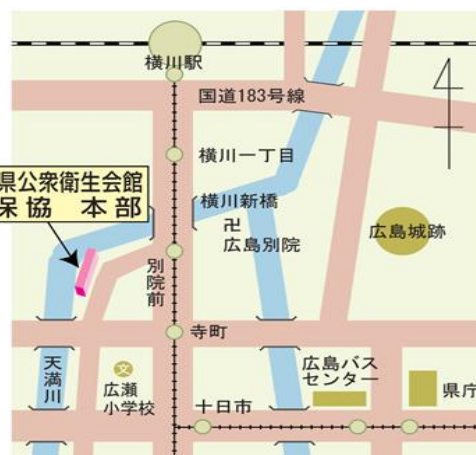 横川駅
国道183号線
横川一丁目
県公衆衛生会館
保協 本部
横川新橋
卍
広島別院
広島城跡
別院前
寺町
天満川
文
広瀬
小学校
広島バス
センター
県庁
十日市